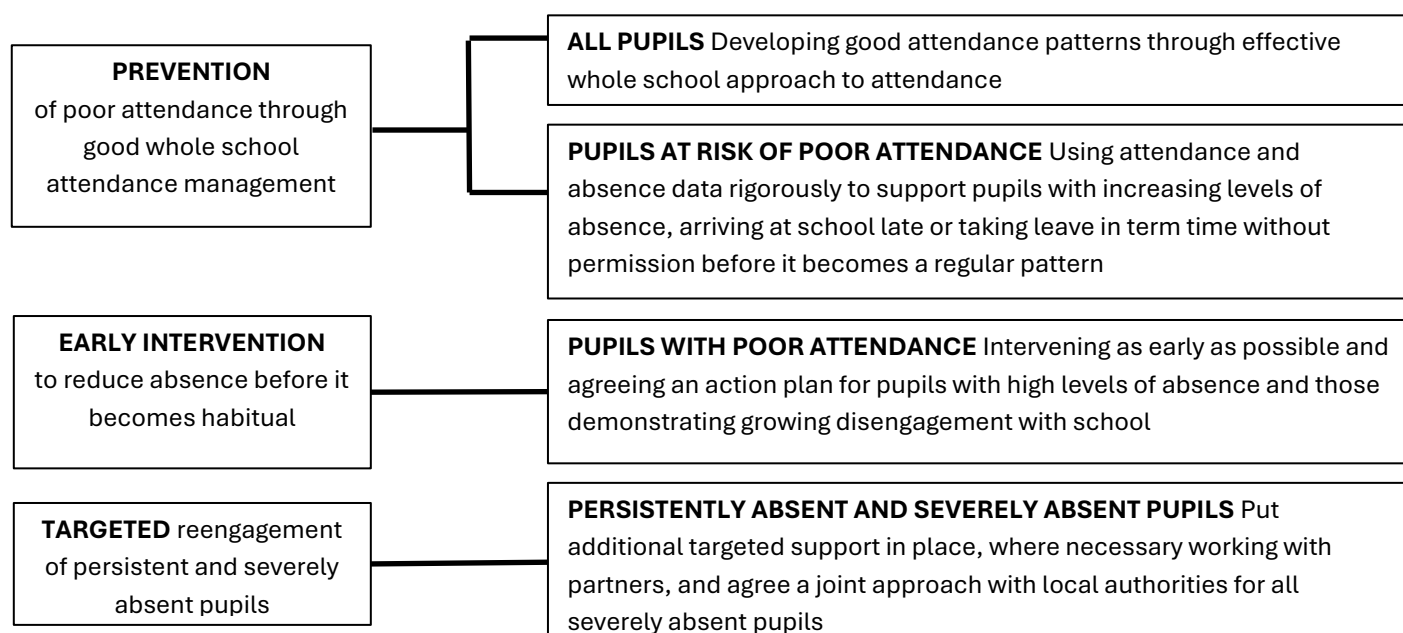 PREVENTION
of poor attendance through
good whole school
attendance management
ALL PUPILS Developing good attendance patterns through effective
whole school approach to attendance
PUPILS AT RISK OF POOR ATTENDANCE Using attendance and
absence data rigorously to support pupils with increasing levels of
absence, arriving at school late or taking leave in term time without
permission before it becomes a regular pattern
EARLY INTERVENTION
to reduce absence before it
becomes habitual
PUPILS WITH POOR ATTENDANCE Intervening as early as possible and
agreeing an action plan for pupils with high levels of absence and those
demonstrating growing disengagement with school
TARGETED reengagement
of persistent and severely
absent pupils
PERSISTENTLY ABSENT AND SEVERELY ABSENT PUPILS Put
additional targeted support in place, where necessary working with
partners, and agree a joint approach with local authorities for all
severely absent pupils